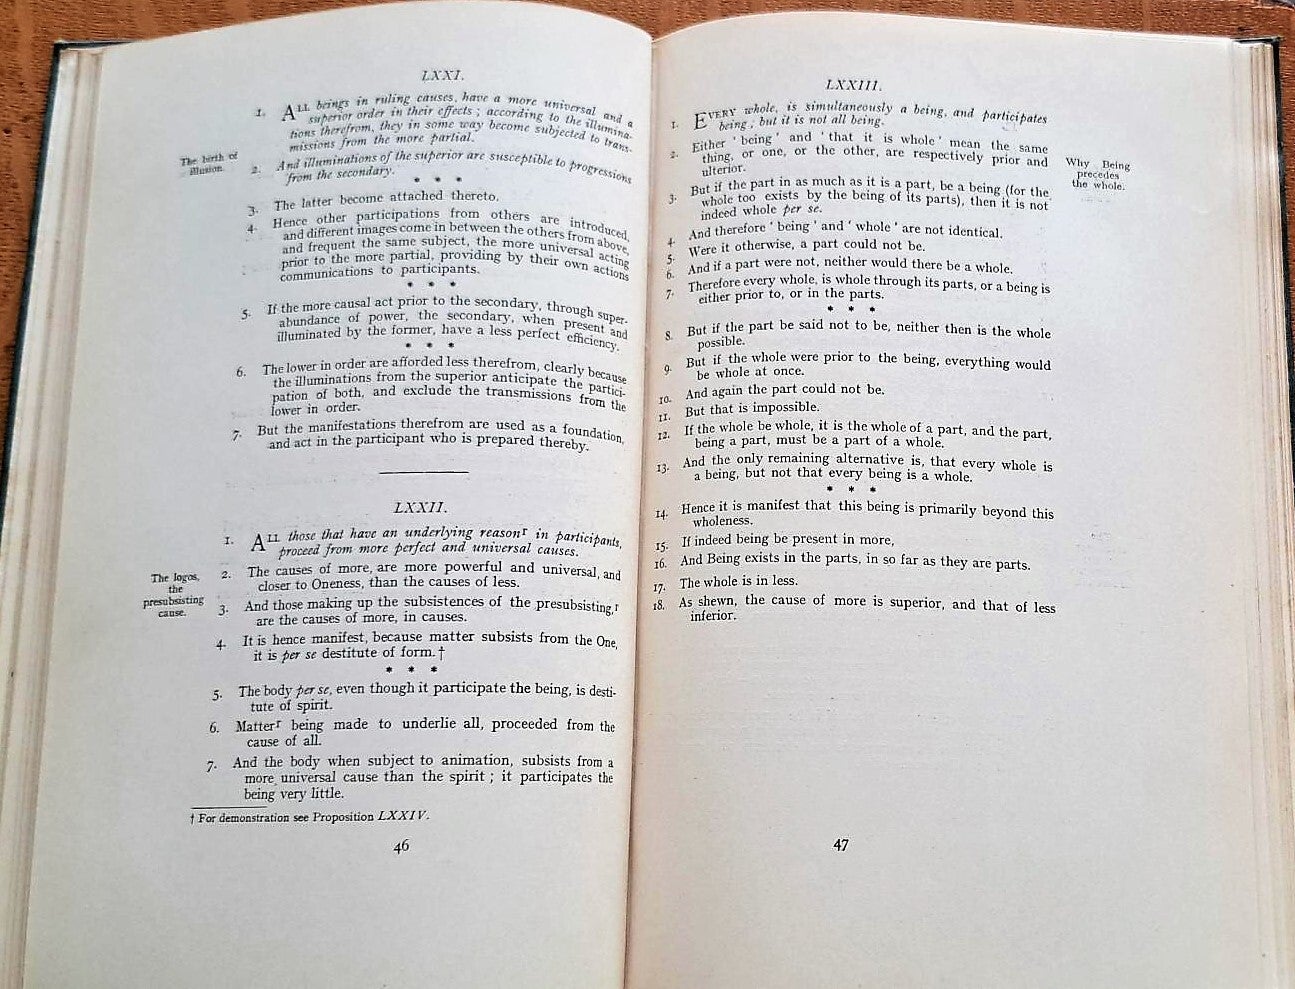 LXXI.
1. ALL beings in ruling causes, have a more universal and a
superior order in their effects; according to the illumina-
tions therefrom, they in some way become subjected to trans-
missions from the more partial.
The birth of
illusion.
2. And illuminations of the superior are susceptible to progressions
from the secondary.
* * *
3. The latter become attached thereto.
4. Hence other participations from others are introduced,
and different images come in between the others from above,
and frequent the same subject, the more universal acting
prior to the more partial, providing by their own actions
communications to participants.
* * *
5. If the more causal act prior to the secondary, through super-
abundance of power, the secondary, when present and
illuminated by the former, have a less perfect efficiency.
* * *
6. The lower in order are afforded less therefrom, clearly because
the illuminations from the superior anticipate the partici-
pation of both, and exclude the transmissions from the
lower in order.
7. But the manifestations therefrom are used as a foundation,
and act in the participant who is prepared thereby.
LXXII.
1. ALL those that have an underlying reasonʳ in participants,
proceed from more perfect and universal causes.
The logos,
the
presubsisting
cause.
2. The causes of more, are more powerful and universal, and
closer to Oneness, than the causes of less.
3. And those making up the subsistences of the presubsisting,ʳ
are the causes of more, in causes.
4. It is hence manifest, because matter subsists from the One,
it is per se destitute of form.†
* * *
5. The body per se, even though it participate the being, is desti-
tute of spirit.
6. Matterʳ being made to underlie all, proceeded from the
cause of all.
7. And the body when subject to animation, subsists from a
more universal cause than the spirit; it participates the
being very little.
† For demonstration see Proposition LXXIV.
46
LXXIII.
1. EVERY whole, is simultaneously a being, and participates
being, but it is not all being.
2. Either 'being' and 'that it is whole' mean the same
thing, or one, or the other, are respectively prior and
ulterior.
Why Being
precedes
the whole.
3. But if the part in as much as it is a part, be a being (for the
whole too exists by the being of its parts), then it is not
indeed whole per se.
4. And therefore 'being' and 'whole' are not identical.
5. Were it otherwise, a part could not be.
6. And if a part were not, neither would there be a whole.
7. Therefore every whole, is whole through its parts, or a being is
either prior to, or in the parts.
* * *
8. But if the part be said not to be, neither then is the whole
possible.
9. But if the whole were prior to the being, everything would
be whole at once.
10. And again the part could not be.
11. But that is impossible.
12. If the whole be whole, it is the whole of a part, and the part,
being a part, must be a part of a whole.
13. And the only remaining alternative is, that every whole is
a being, but not that every being is a whole.
* * *
14. Hence it is manifest that this being is primarily beyond this
wholeness.
15. If indeed being be present in more,
16. And Being exists in the parts, in so far as they are parts.
17. The whole is in less.
18. As shewn, the cause of more is superior, and that of less
inferior.
47